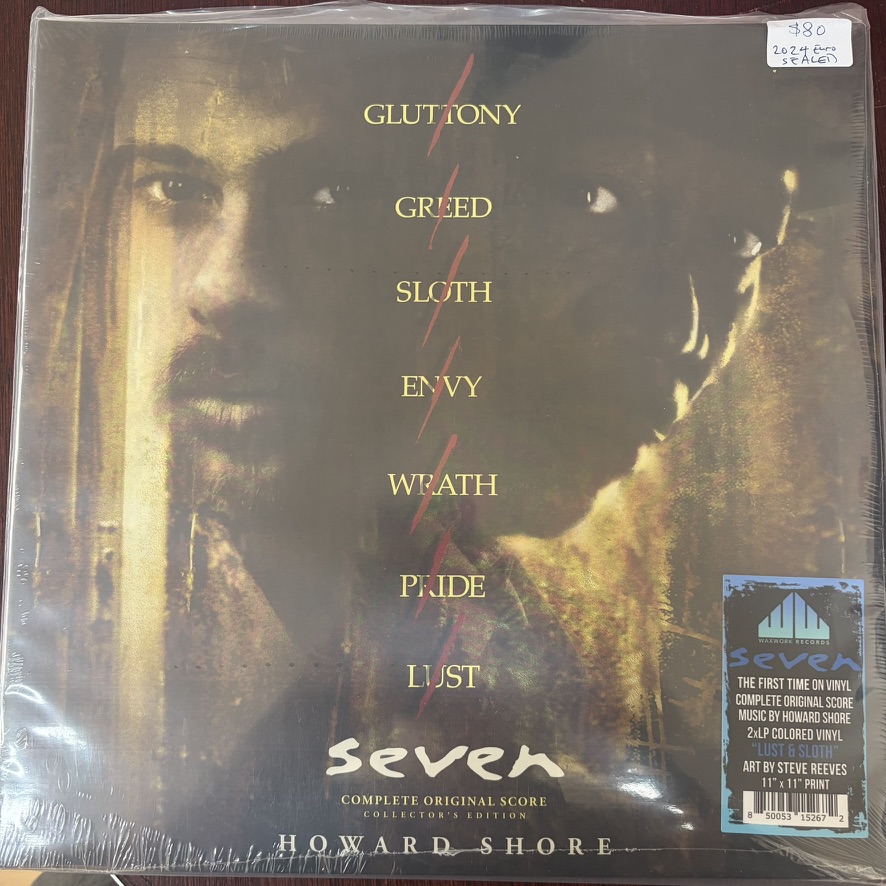 $80
2024 Euro
SEALED
GLUTTONY
GREED
SLOTH
ENVY
WRATH
PRIDE
LUST
seven
COMPLETE ORIGINAL SCORE
COLLECTOR'S EDITION
HOWARD SHORE
WW
WAXWORK RECORDS
seven
THE FIRST TIME ON VINYL
COMPLETE ORIGINAL SCORE
MUSIC BY HOWARD SHORE
2xLP COLORED VINYL
"LUST & SLOTH"
ART BY STEVE REEVES
11" x 11" PRINT
8 50053 15267 2